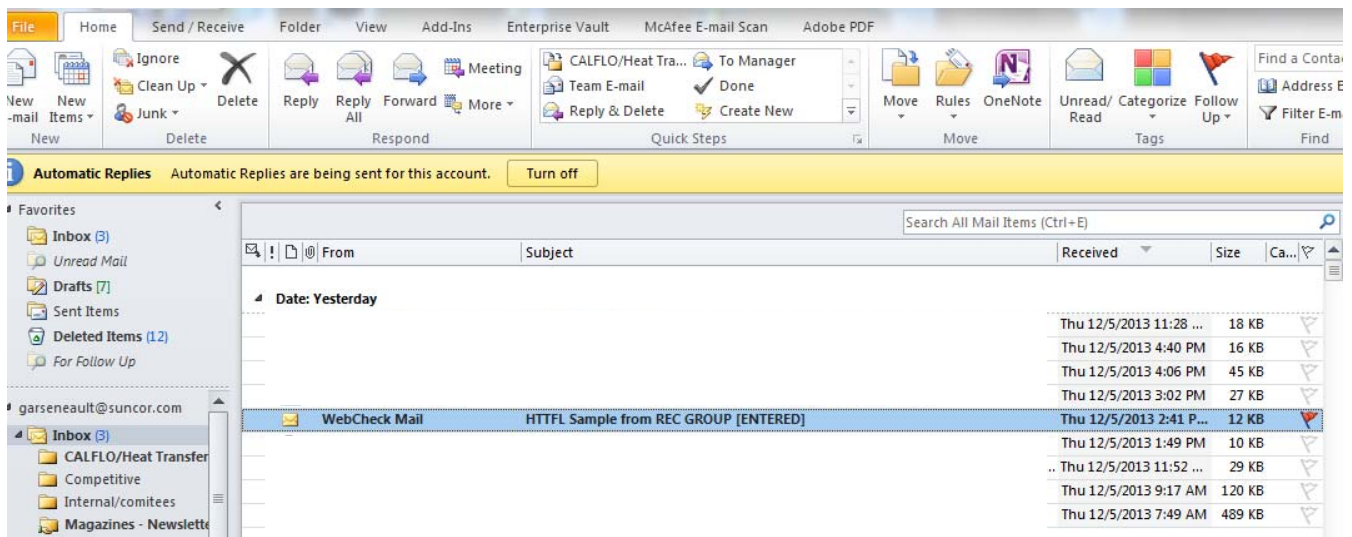 File Home Send / Receive Folder View Add-Ins Enterprise Vault McAfee E-mail Scan Adobe PDF
Ignore Meeting CALFLO/Heat Tra... To Manager Find a Conta
Clean Up Team E-mail Done Address B
New New Delete Reply Reply Forward More Move Rules OneNote Unread/ Categorize Follow
-mail Items Junk All Reply & Delete Create New Read Up Filter E-m
New Delete Respond Quick Steps Move Tags Find
Automatic Replies Automatic Replies are being sent for this account. Turn off
Favorites
Search All Mail Items (Ctrl+E)
Inbox (3)
! From Subject Received Size Ca...
Unread Mail
Drafts [7]
Date: Yesterday
Sent Items
Thu 12/5/2013 11:28 ... 18 KB
Deleted Items (12)
Thu 12/5/2013 4:40 PM 16 KB
For Follow Up
Thu 12/5/2013 4:06 PM 45 KB
Thu 12/5/2013 3:02 PM 27 KB
garseneault@suncor.com
WebCheck Mail HTTFL Sample from REC GROUP [ENTERED] Thu 12/5/2013 2:41 P... 12 KB
Inbox (3)
Thu 12/5/2013 1:49 PM 10 KB
CALFLO/Heat Transfer
.. Thu 12/5/2013 11:52 ... 29 KB
Competitive
Thu 12/5/2013 9:17 AM 120 KB
Internal/comitees
Thu 12/5/2013 7:49 AM 489 KB
Magazines - Newslette